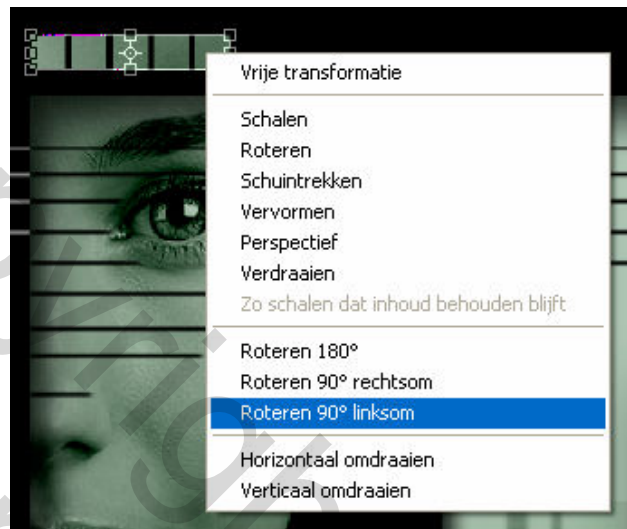 Vrije transformatie
Schalen
Roteren
Schuintrekken
Vervormen
Perspectief
Verdraaien
Zo schalen dat inhoud behouden blijft
Roteren 180°
Roteren 90° rechtsom
Roteren 90° linksom
Horizontaal omdraaien
Verticaal omdraaien